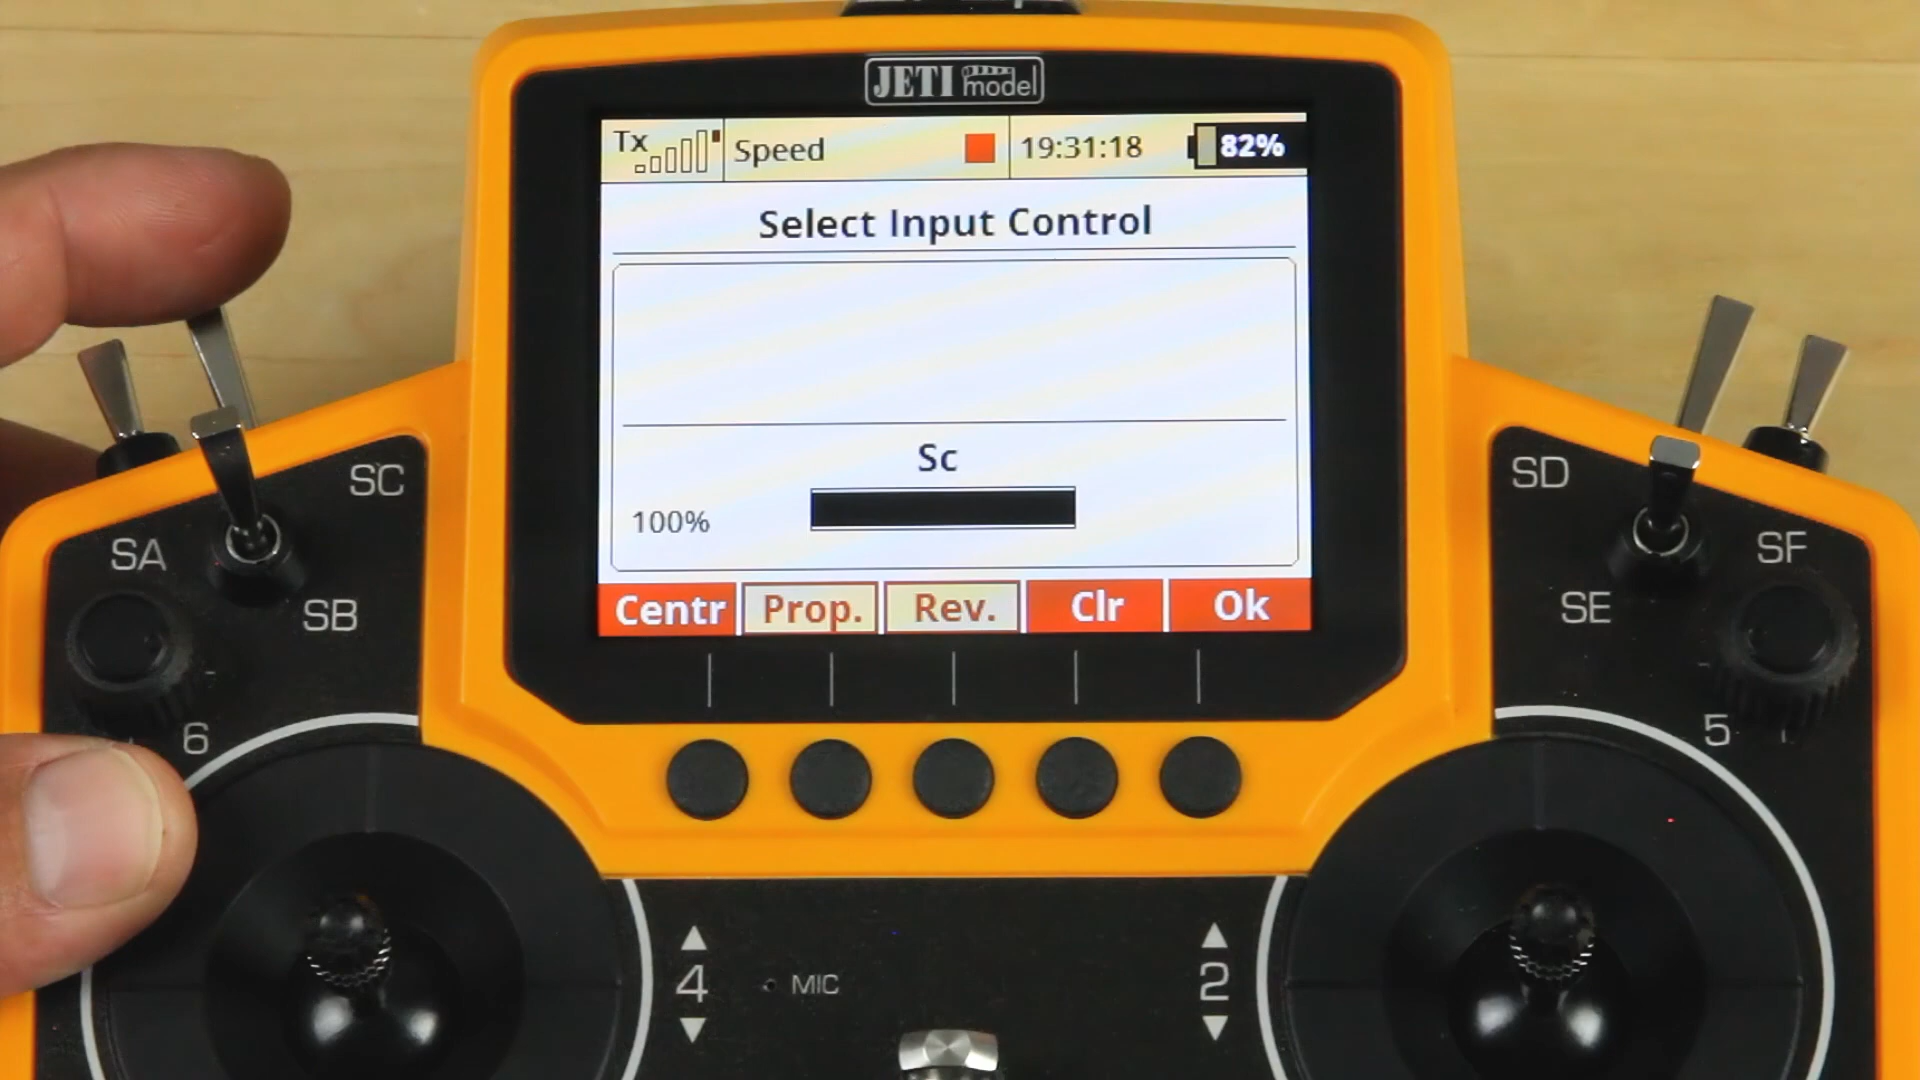 JETI model
Tx Speed 19:31:18 82%
Select Input Control
Sc
100%
Centr Prop. Rev. Clr Ok
SC
SA
SB
6
SD
SF
SE
5
4
MIC
2